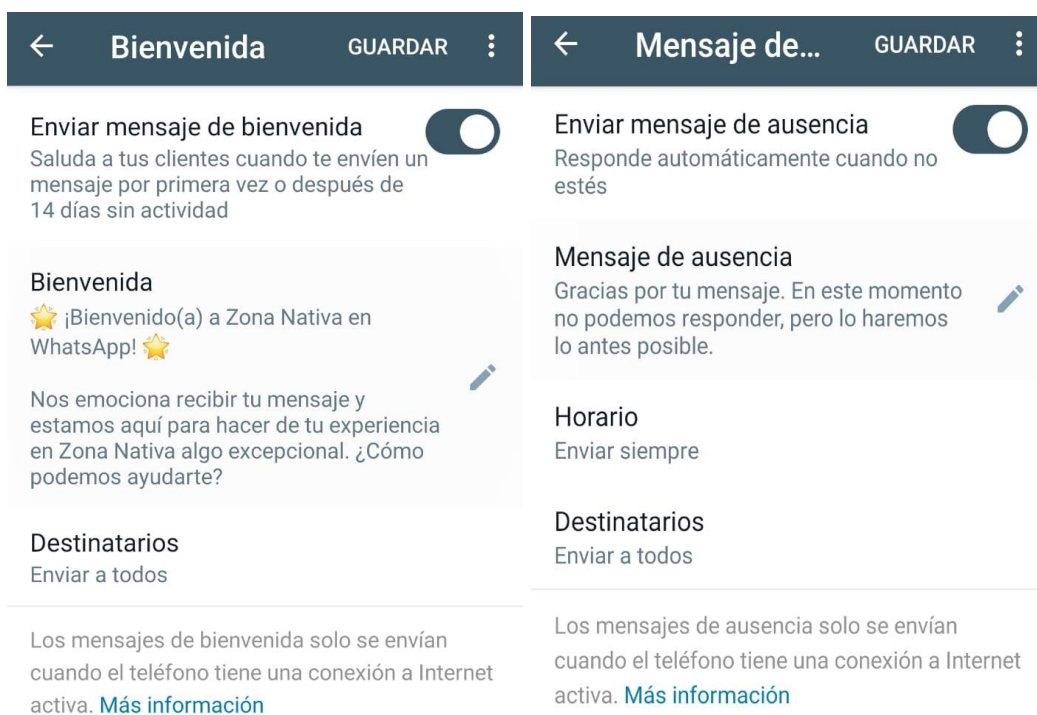 Bienvenida GUARDAR
Enviar mensaje de bienvenida
Saluda a tus clientes cuando te envíen un
mensaje por primera vez o después de
14 días sin actividad
Bienvenida
🌟 ¡Bienvenido(a) a Zona Nativa en
WhatsApp! 🌟
Nos emociona recibir tu mensaje y
estamos aquí para hacer de tu experiencia
en Zona Nativa algo excepcional. ¿Cómo
podemos ayudarte?
Destinatarios
Enviar a todos
Los mensajes de bienvenida solo se envían
cuando el teléfono tiene una conexión a Internet
activa. Más información
Mensaje de... GUARDAR
Enviar mensaje de ausencia
Responde automáticamente cuando no
estés
Mensaje de ausencia
Gracias por tu mensaje. En este momento
no podemos responder, pero lo haremos
lo antes posible.
Horario
Enviar siempre
Destinatarios
Enviar a todos
Los mensajes de ausencia solo se envían
cuando el teléfono tiene una conexión a Internet
activa. Más información